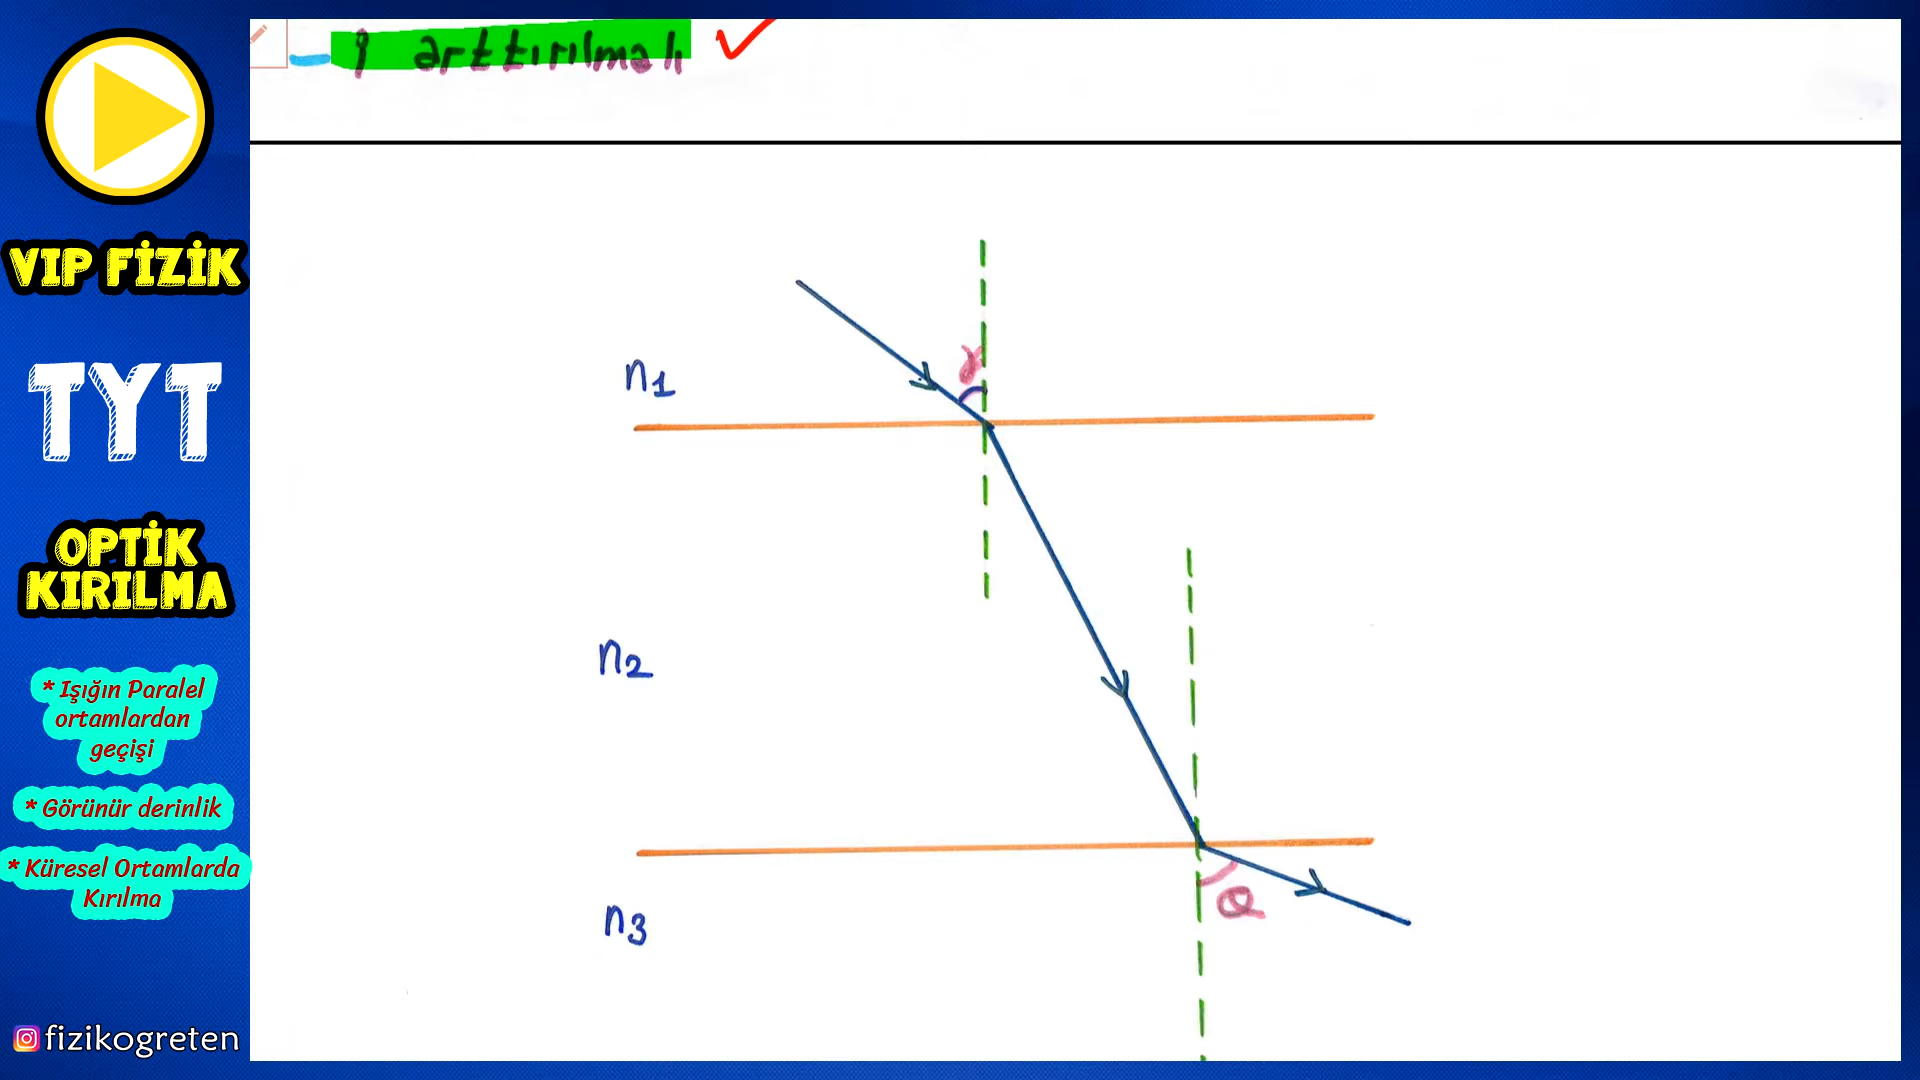 i arttırılmalı
VIP FİZİK
TYT
OPTİK
KIRILMA
* Işığın Paralel
ortamlardan
geçişi
* Görünür derinlik
* Küresel Ortamlarda
Kırılma
fizikogreten
γ
n1
n2
n3
θ